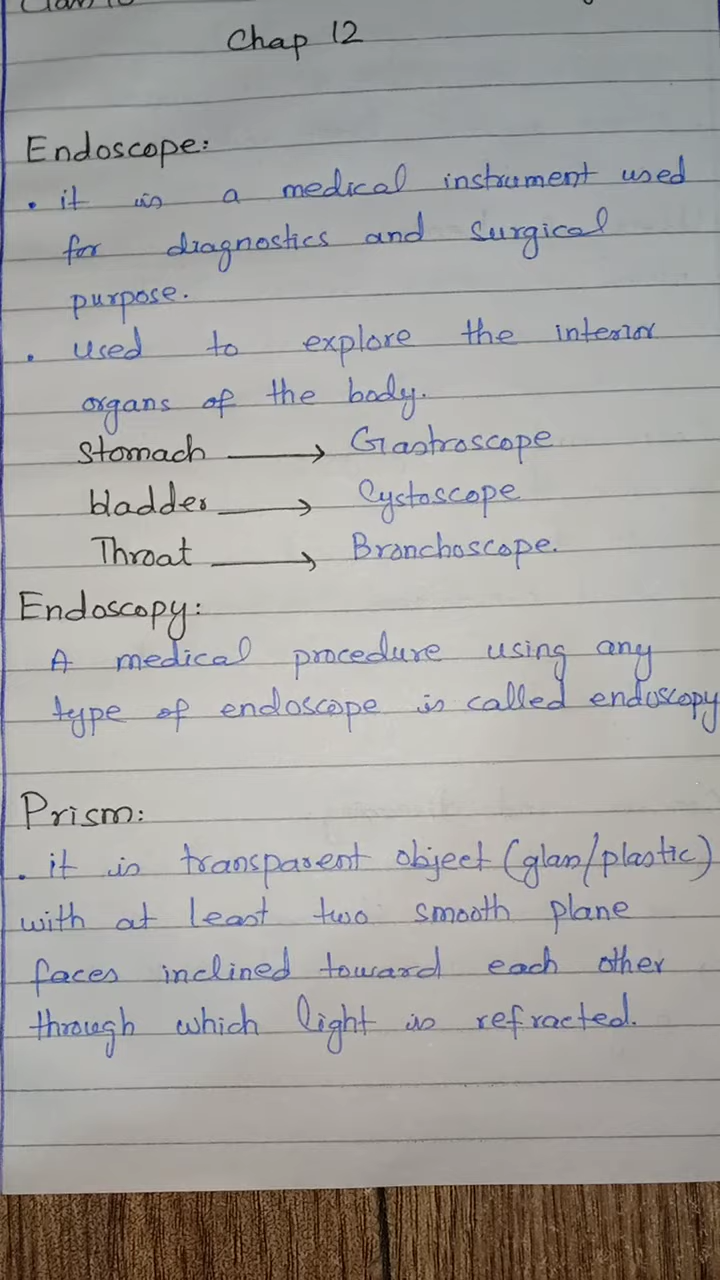 Chap 12
Endoscope:
• it is a medical instrument used
for diagnostics and surgical
purpose.
• used to explore the interior
organs of the body.
Stomach ⟶ Gastroscope
bladder ⟶ Cystoscope
Throat ⟶ Bronchoscope.
Endoscopy:
A medical procedure using any
type of endoscope is called endoscopy
Prism:
• it is transparent object (glass/plastic)
with at least two smooth plane
faces inclined toward each other
through which light is refracted.